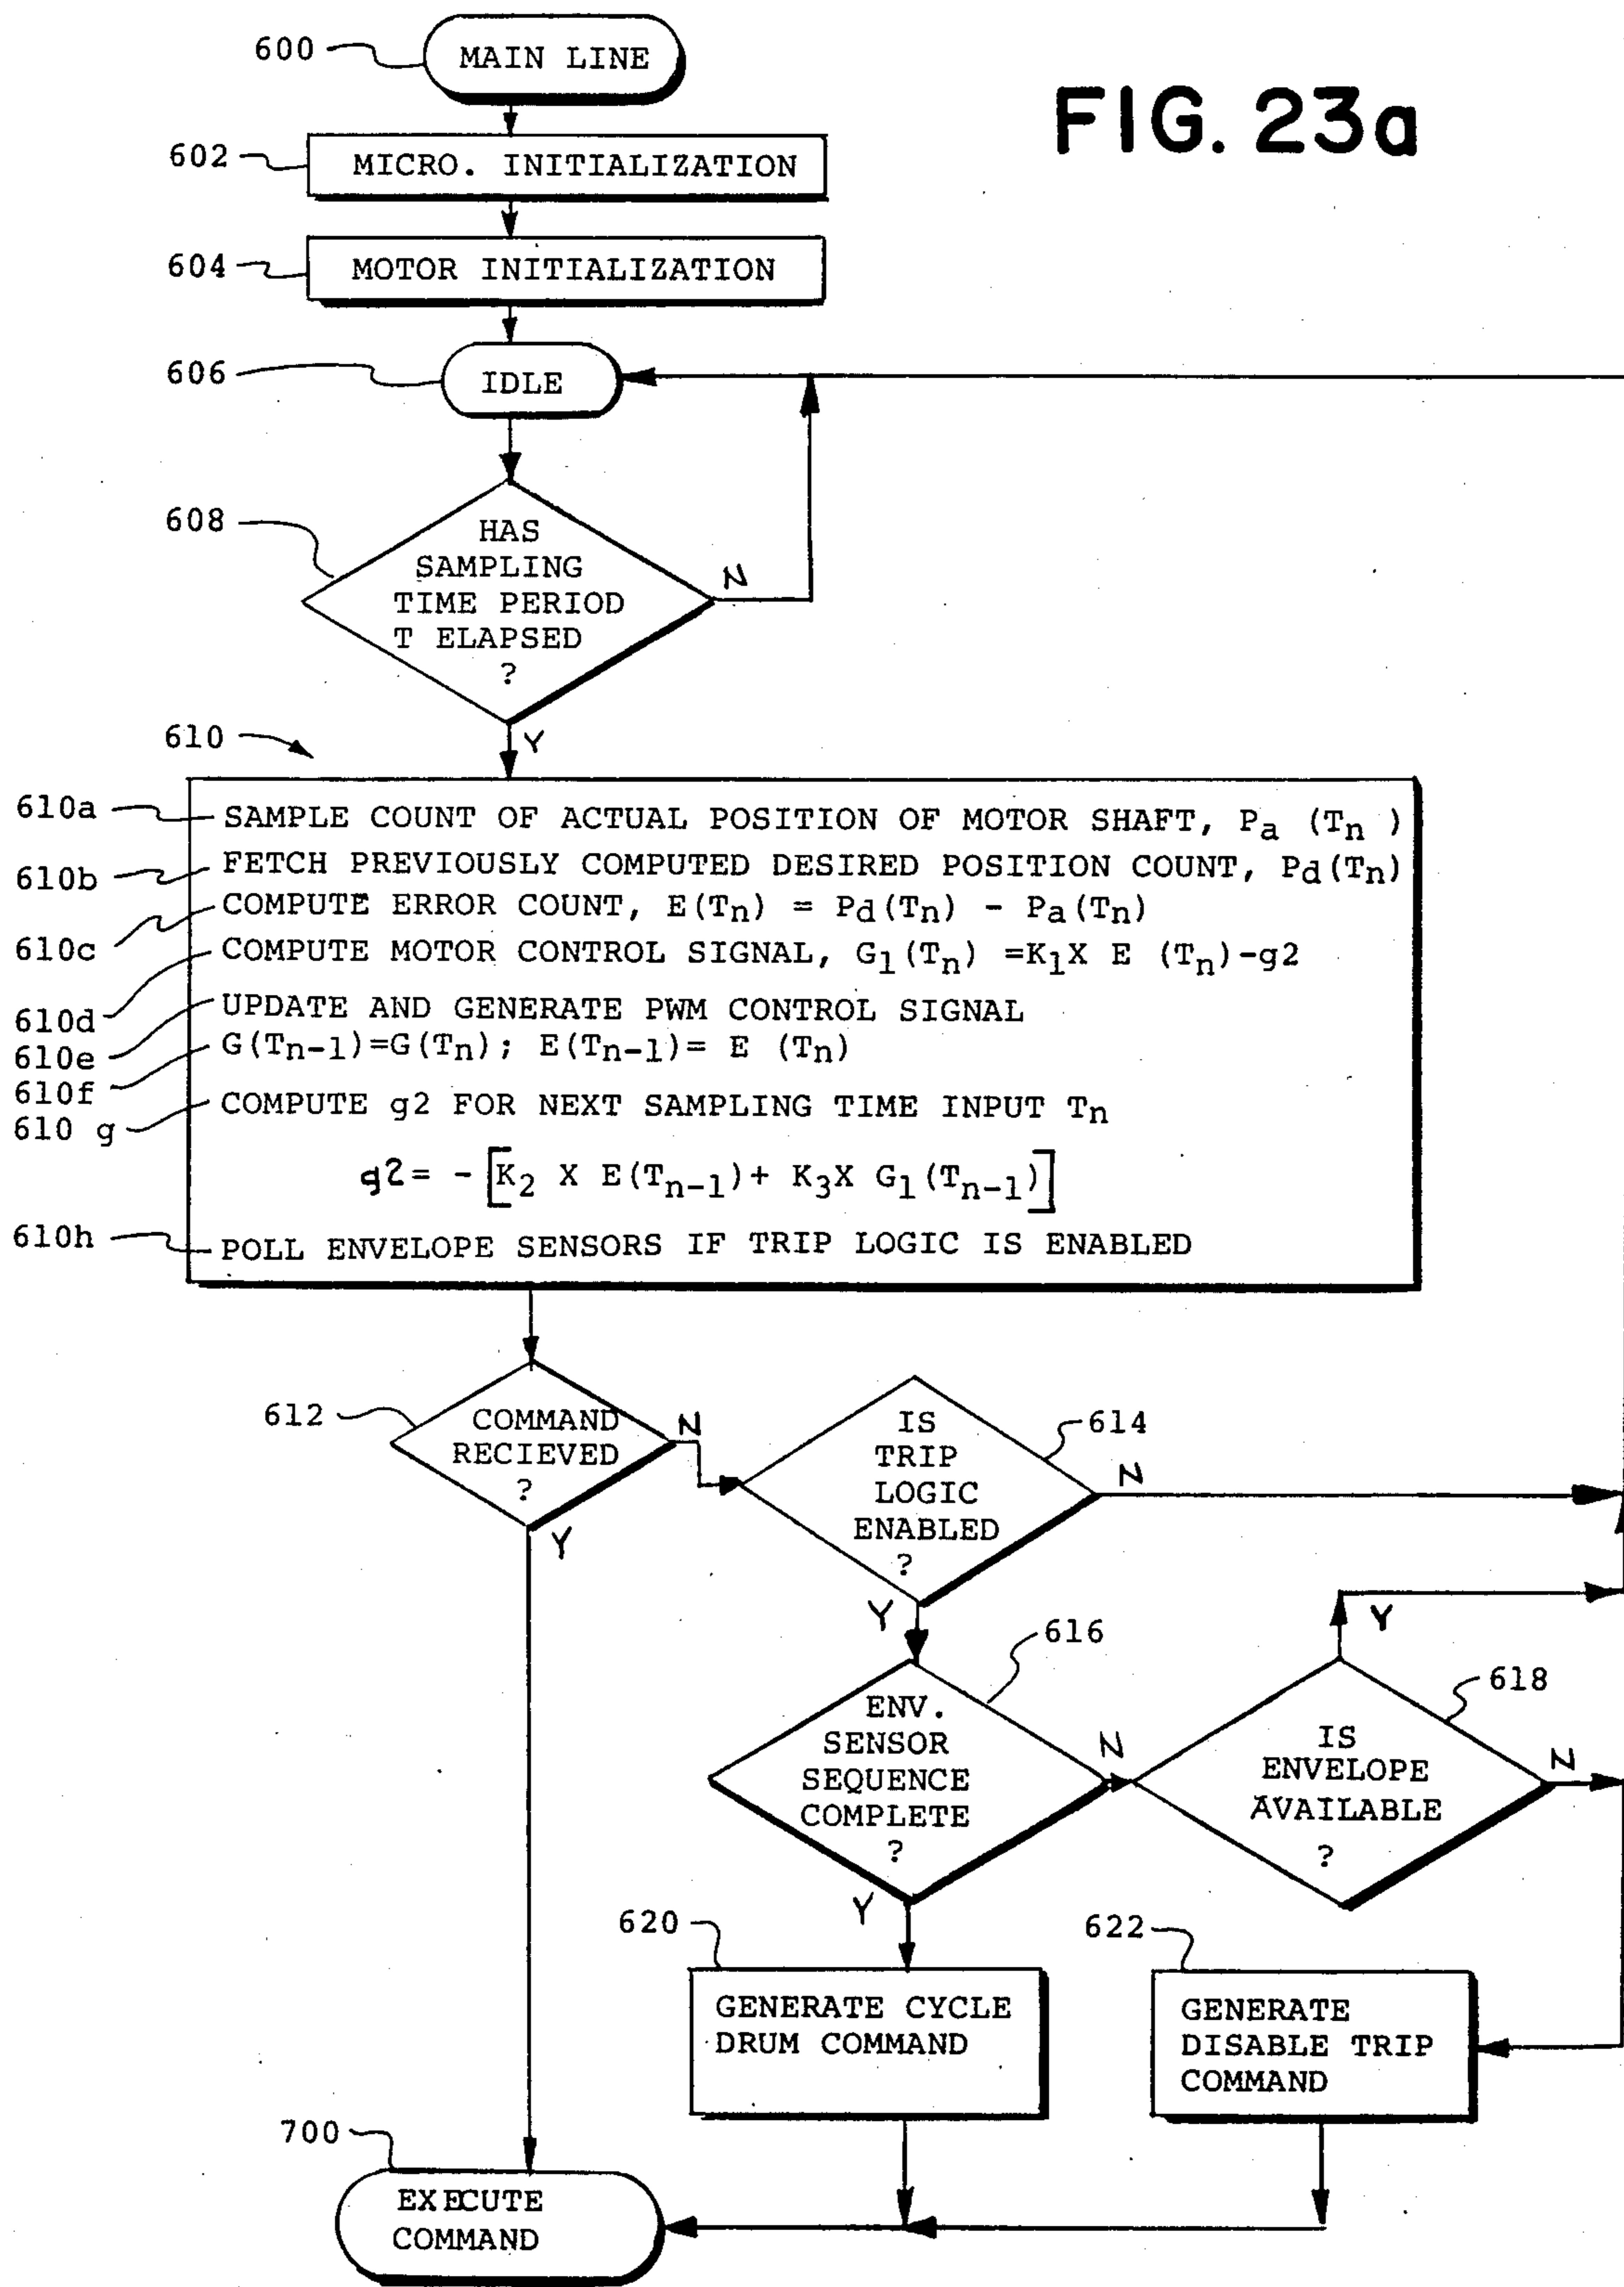 FIG. 23a
600
MAIN LINE
602
MICRO. INITIALIZATION
604
MOTOR INITIALIZATION
606
IDLE
608
HAS
SAMPLING
TIME PERIOD
T ELAPSED
?
N
Y
610
610a
SAMPLE COUNT OF ACTUAL POSITION OF MOTOR SHAFT, Pa (Tn )
610b
FETCH PREVIOUSLY COMPUTED DESIRED POSITION COUNT, Pd(Tn)
610c
COMPUTE ERROR COUNT, E(Tn) = Pd(Tn) - Pa(Tn)
610d
COMPUTE MOTOR CONTROL SIGNAL, G1(Tn) =K1X E (Tn)-g2
610e
UPDATE AND GENERATE PWM CONTROL SIGNAL
610f
G(Tn-1)=G(Tn); E(Tn-1)= E (Tn)
610 g
COMPUTE g2 FOR NEXT SAMPLING TIME INPUT Tn
g2= - [K2 X E(Tn-1)+ K3X G1(Tn-1)]
610h
POLL ENVELOPE SENSORS IF TRIP LOGIC IS ENABLED
612
COMMAND
RECIEVED
?
N
Y
614
IS
TRIP
LOGIC
ENABLED
?
N
Y
616
ENV.
SENSOR
SEQUENCE
COMPLETE
?
N
Y
618
IS
ENVELOPE
AVAILABLE
?
Y
N
620
GENERATE CYCLE
DRUM COMMAND
622
GENERATE
DISABLE TRIP
COMMAND
700
EXECUTE
COMMAND